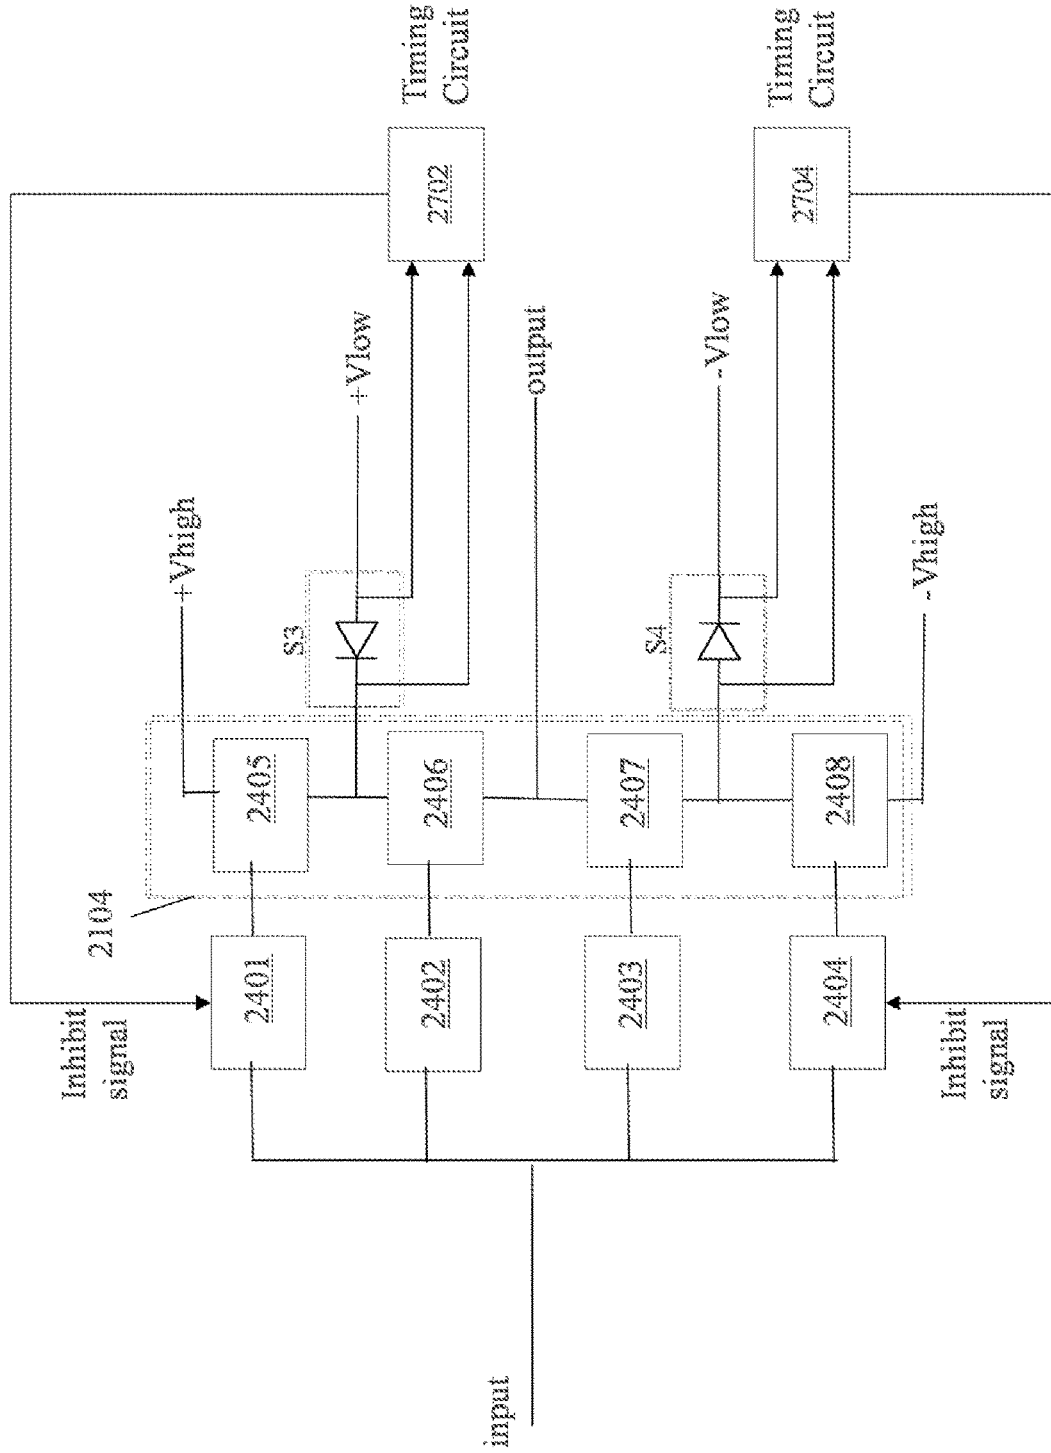 input
Inhibit
signal
2104
2401
2405
+Vhigh
S3
+Vlow
2702
Timing
Circuit
2402
2406
output
2403
2407
S4
-Vlow
2704
Timing
Circuit
2404
2408
-Vhigh
Inhibit
signal